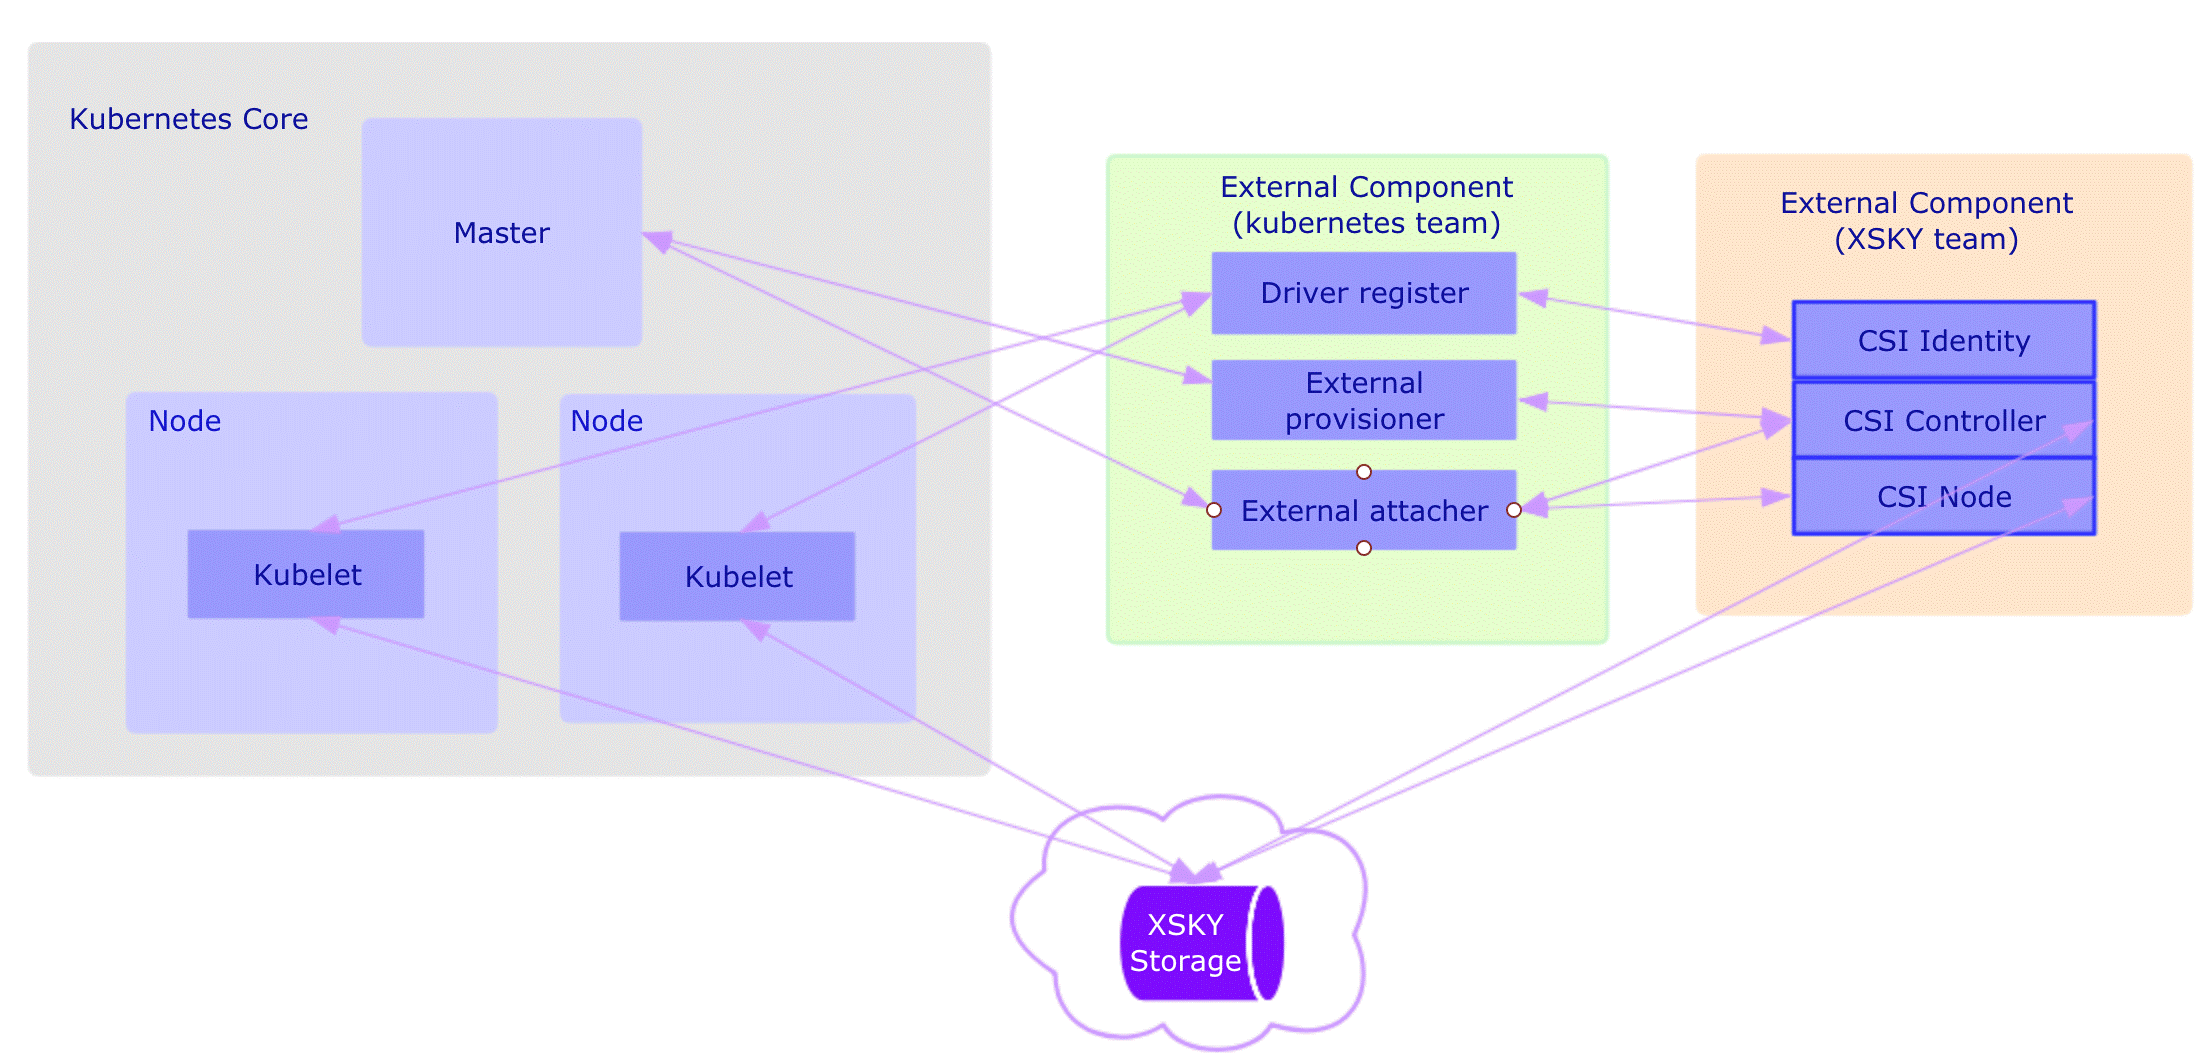 Kubernetes Core
Master
Node
Kubelet
Node
Kubelet
External Component
(kubernetes team)
Driver register
External
provisioner
External attacher
External Component
(XSKY team)
CSI Identity
CSI Controller
CSI Node
XSKY
Storage